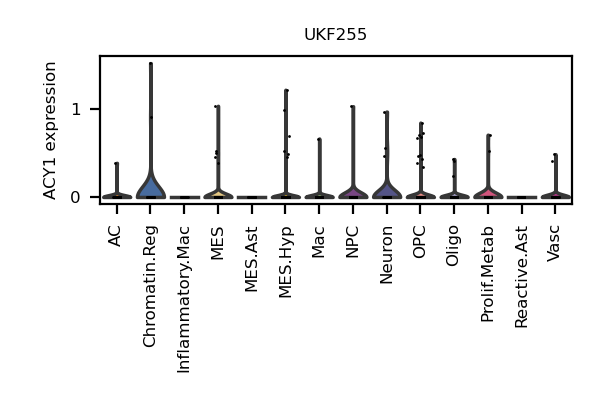 UKF255
ACY1 expression
1
0
AC
Chromatin.Reg
Inflammatory.Mac
MES
MES.Ast
MES.Hyp
Mac
NPC
Neuron
OPC
Oligo
Prolif.Metab
Reactive.Ast
Vasc